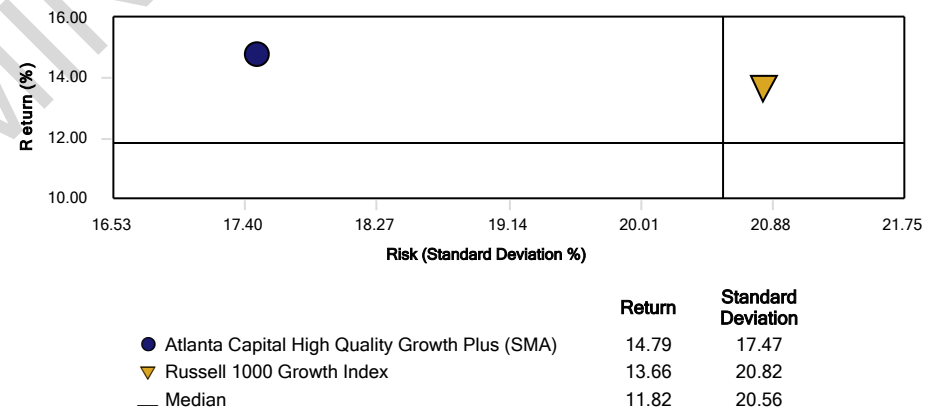 16.00
14.00
12.00
10.00
Return (%)
16.53 17.40 18.27 19.14 20.01 20.88 21.75
Risk (Standard Deviation %)
Return Standard Deviation
Atlanta Capital High Quality Growth Plus (SMA) 14.79 17.47
Russell 1000 Growth Index 13.66 20.82
Median 11.82 20.56